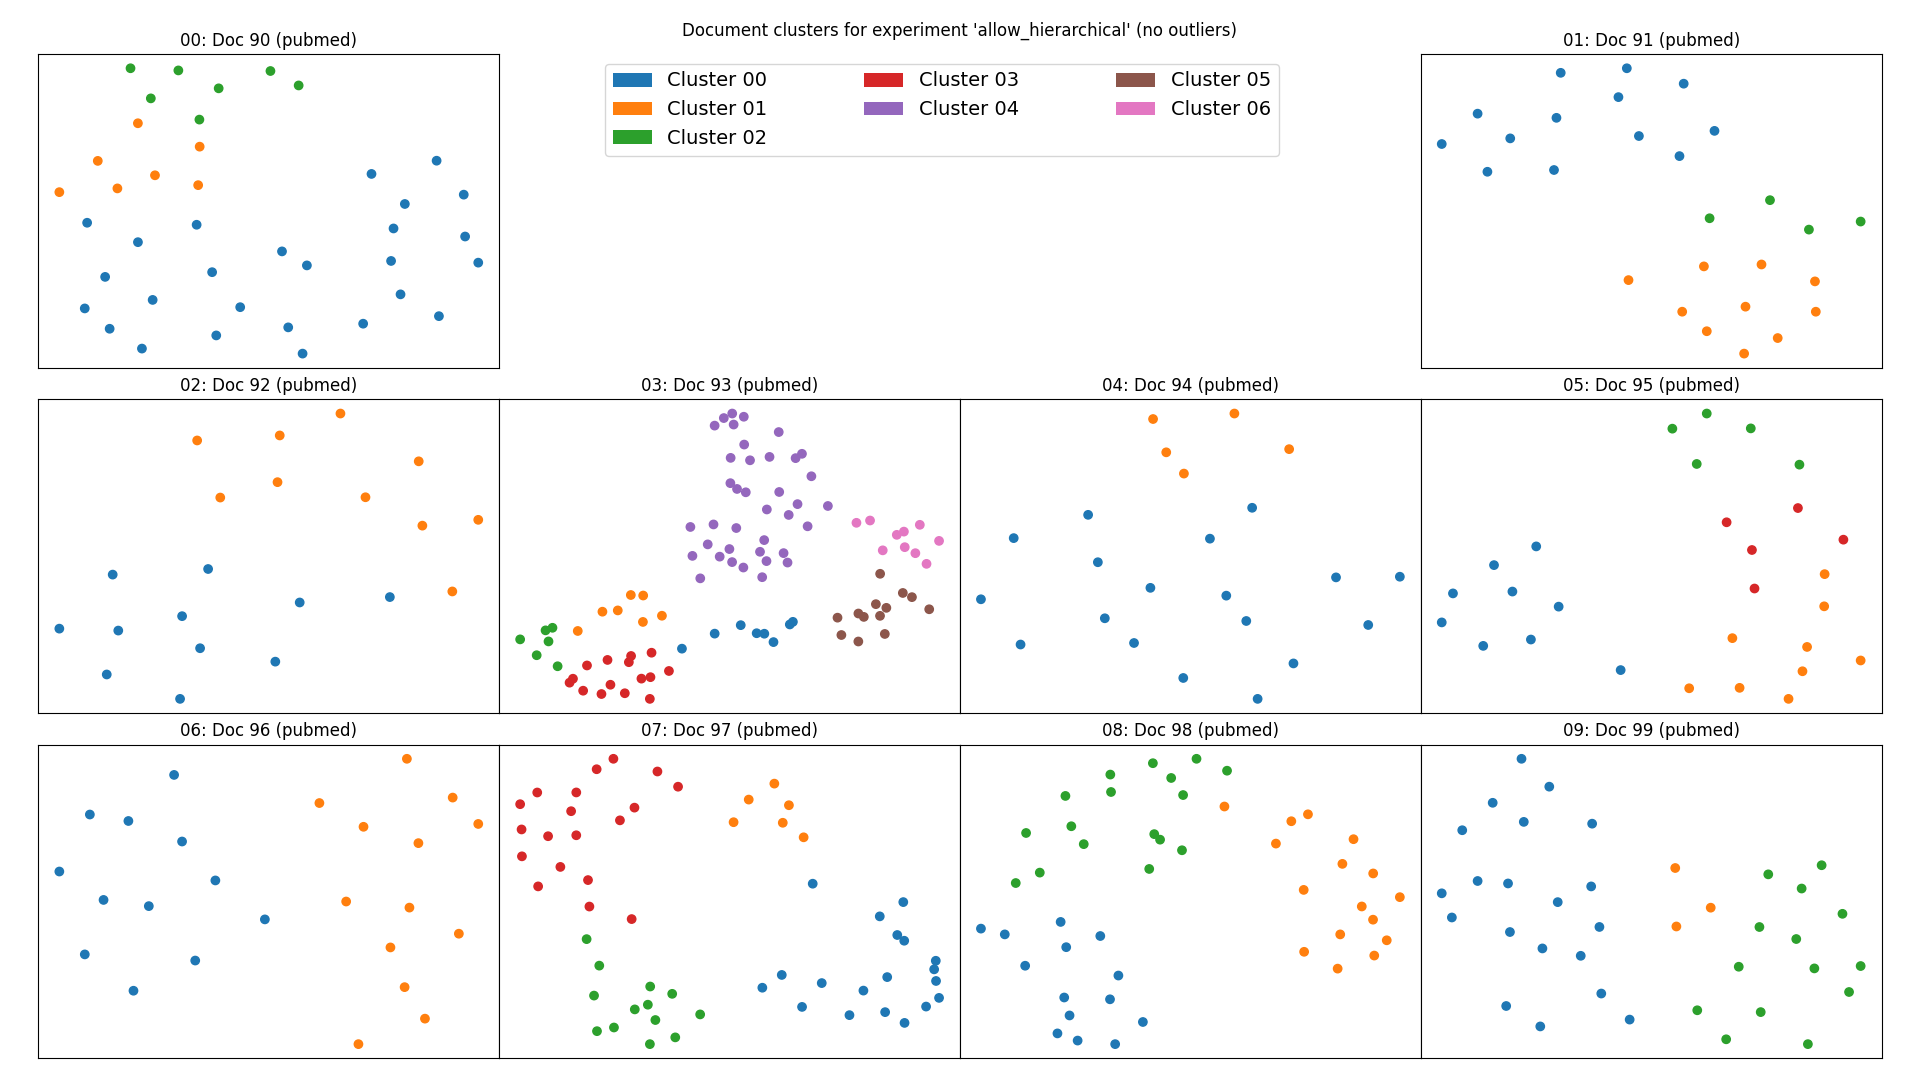 Document clusters for experiment 'allow_hierarchical' (no outliers)
00: Doc 90 (pubmed)
01: Doc 91 (pubmed)
Cluster 00
Cluster 01
Cluster 02
Cluster 03
Cluster 04
Cluster 05
Cluster 06
02: Doc 92 (pubmed)
03: Doc 93 (pubmed)
04: Doc 94 (pubmed)
05: Doc 95 (pubmed)
06: Doc 96 (pubmed)
07: Doc 97 (pubmed)
08: Doc 98 (pubmed)
09: Doc 99 (pubmed)